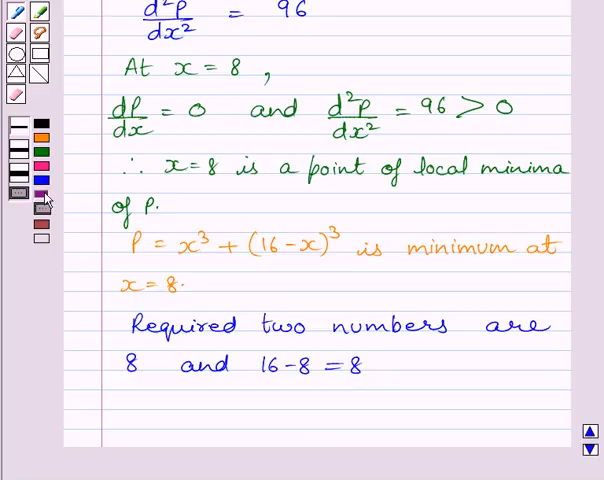 d²P/dx² = 96
At x = 8 ,
dP/dx = 0 and d²P/dx² = 96 > 0
∴ x = 8 is a point of local minima
of P.
P = x³ + (16 - x)³ is minimum at
x = 8.
Required two numbers are
8 and 16 - 8 = 8